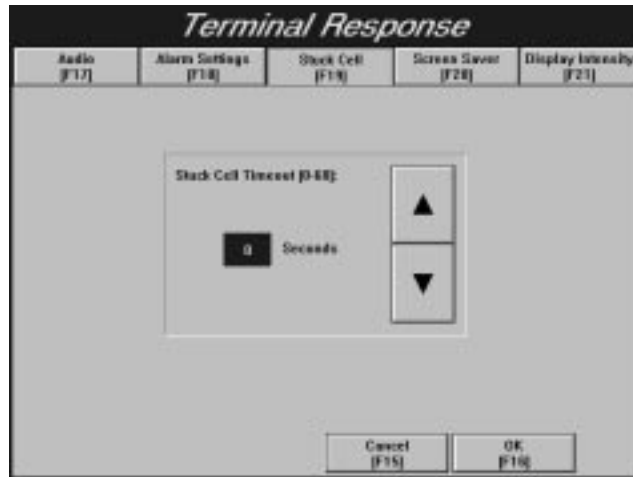 Terminal Response
Audio
[F17]
Alarm Settings
[F18]
Stuck Cell
[F19]
Screen Saver
[F20]
Display Intensity
[F21]
Stuck Cell Timeout [0-60]:
0 Seconds
Cancel
[F15]
OK
[F16]